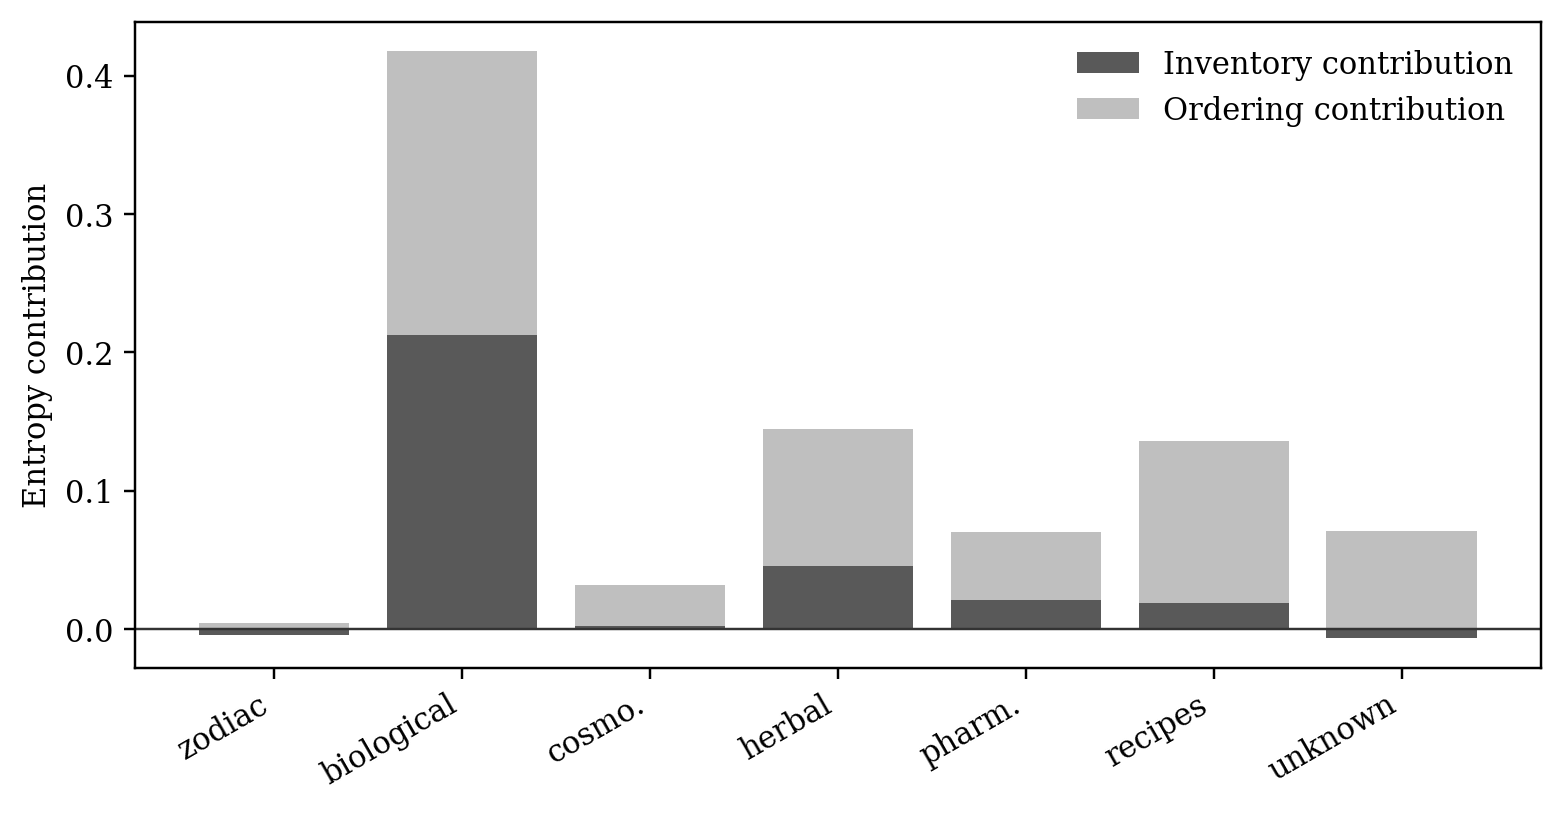 Inventory contribution
Ordering contribution
Entropy contribution
0.4
0.3
0.2
0.1
0.0
zodiac
biological
cosmo.
herbal
pharm.
recipes
unknown